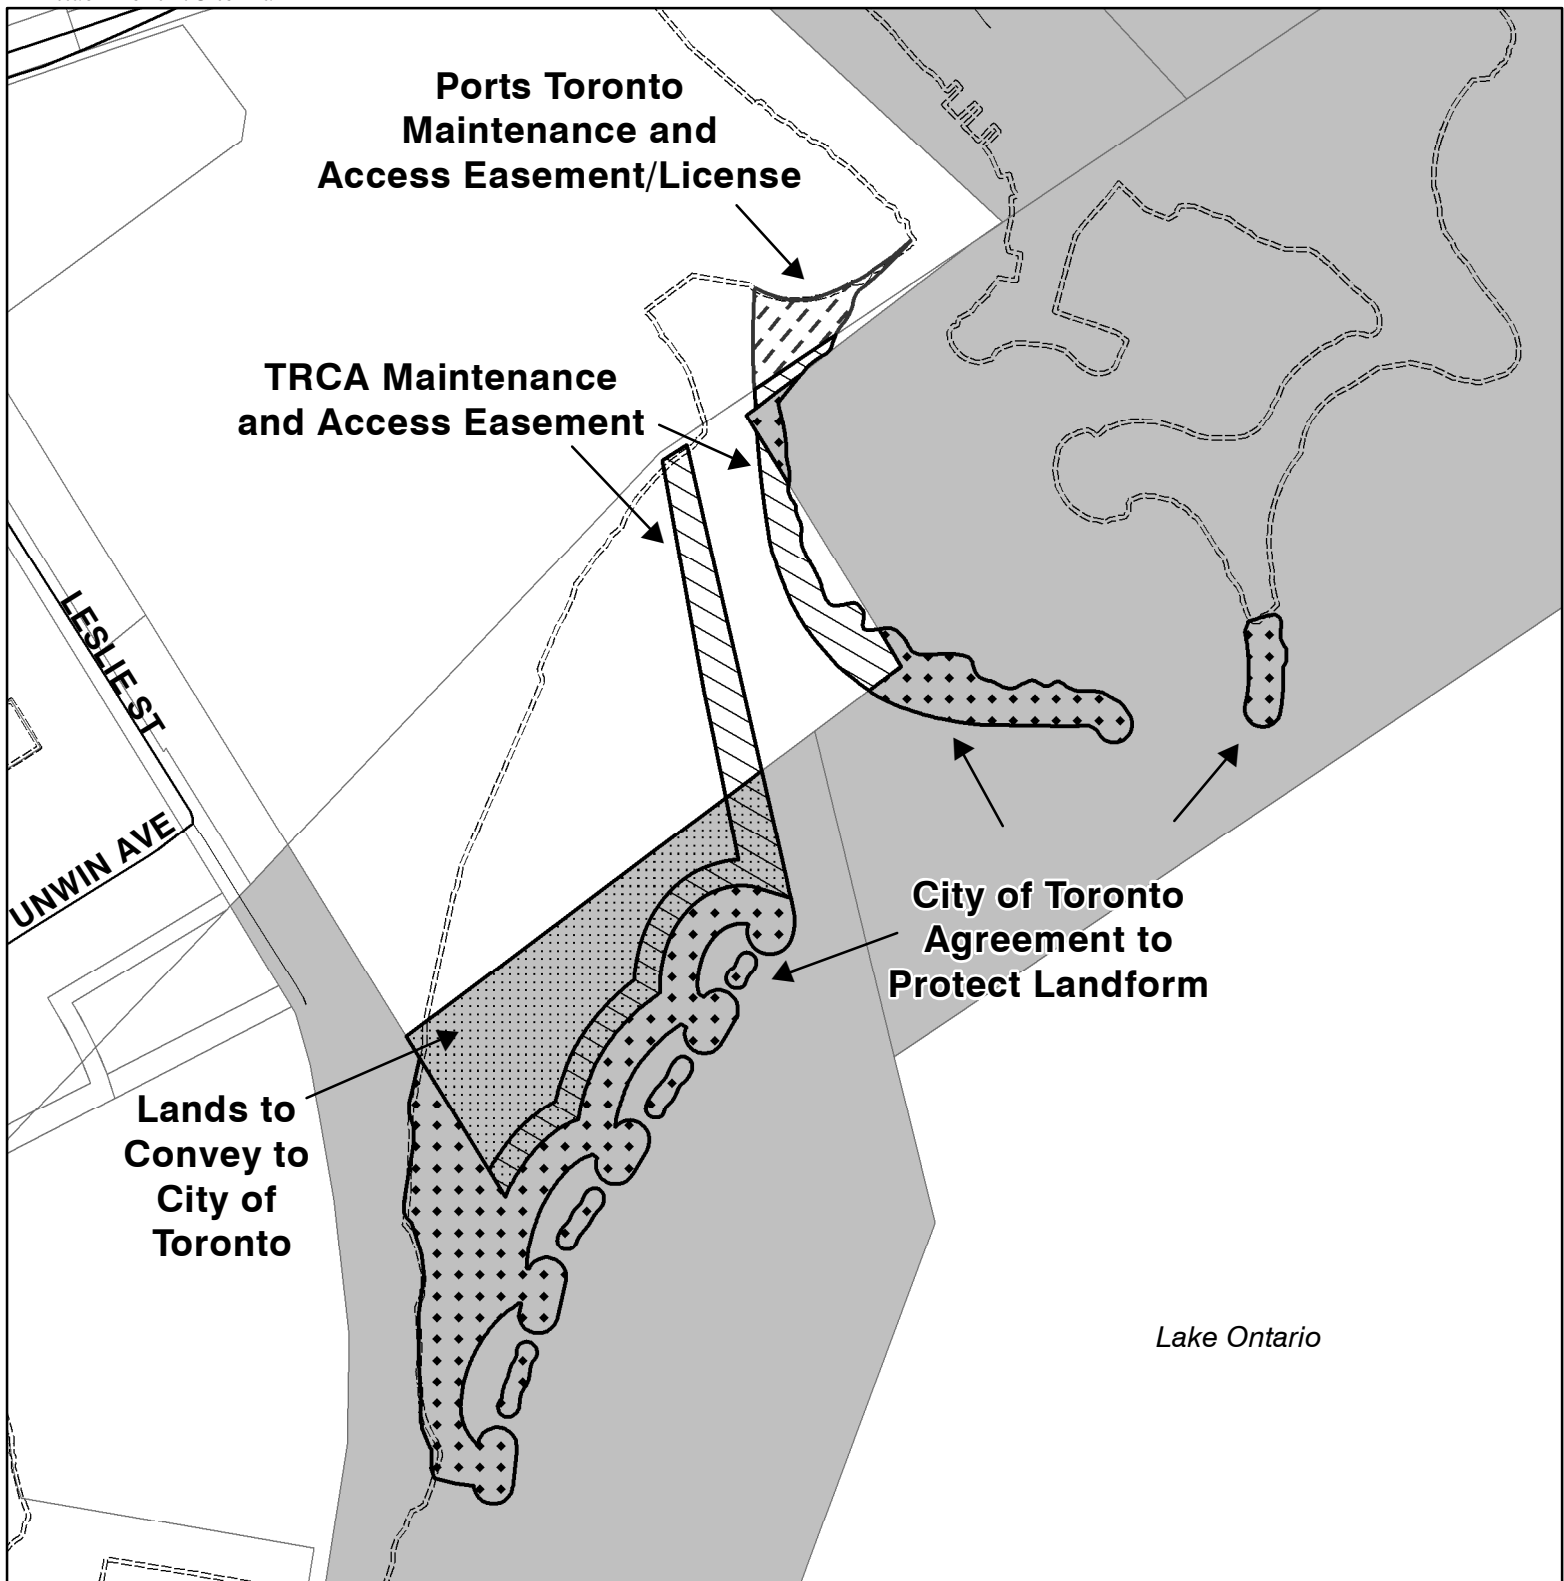 Ports Toronto
Maintenance and
Access Easement/License
TRCA Maintenance
and Access Easement
LESLIE ST
UNWIN AVE
City of Toronto
Agreement to
Protect Landform
Lands to
Convey to
City of
Toronto
Lake Ontario